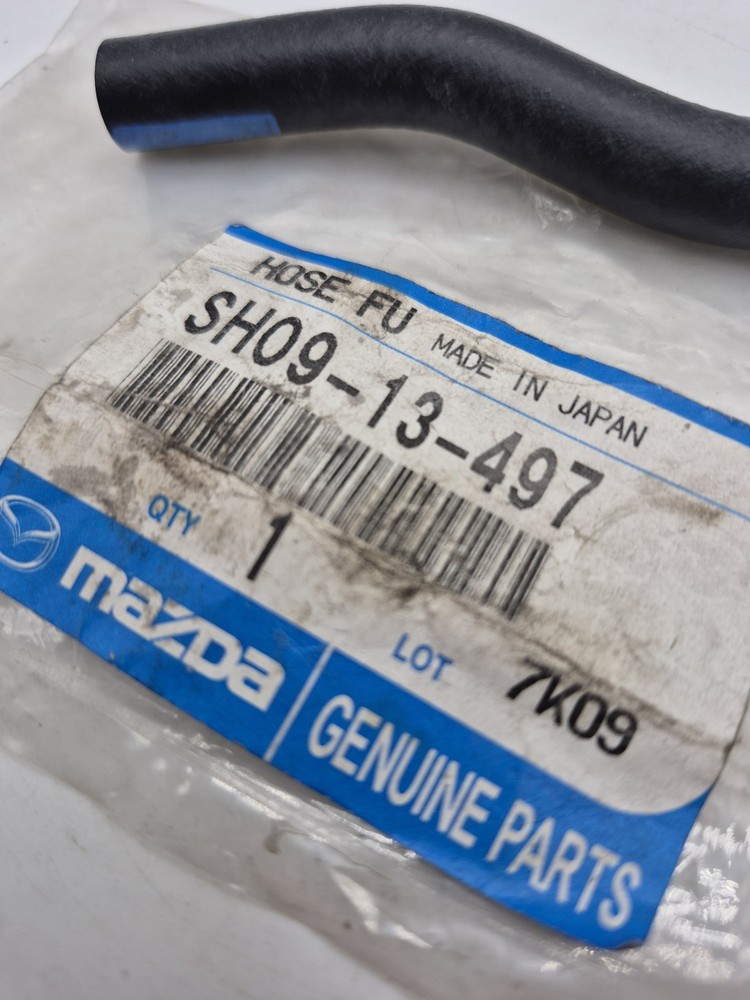 HOSE FU
MADE IN JAPAN
SH09-13-497
QTY 1
LOT 7K09
mazda
GENUINE PARTS